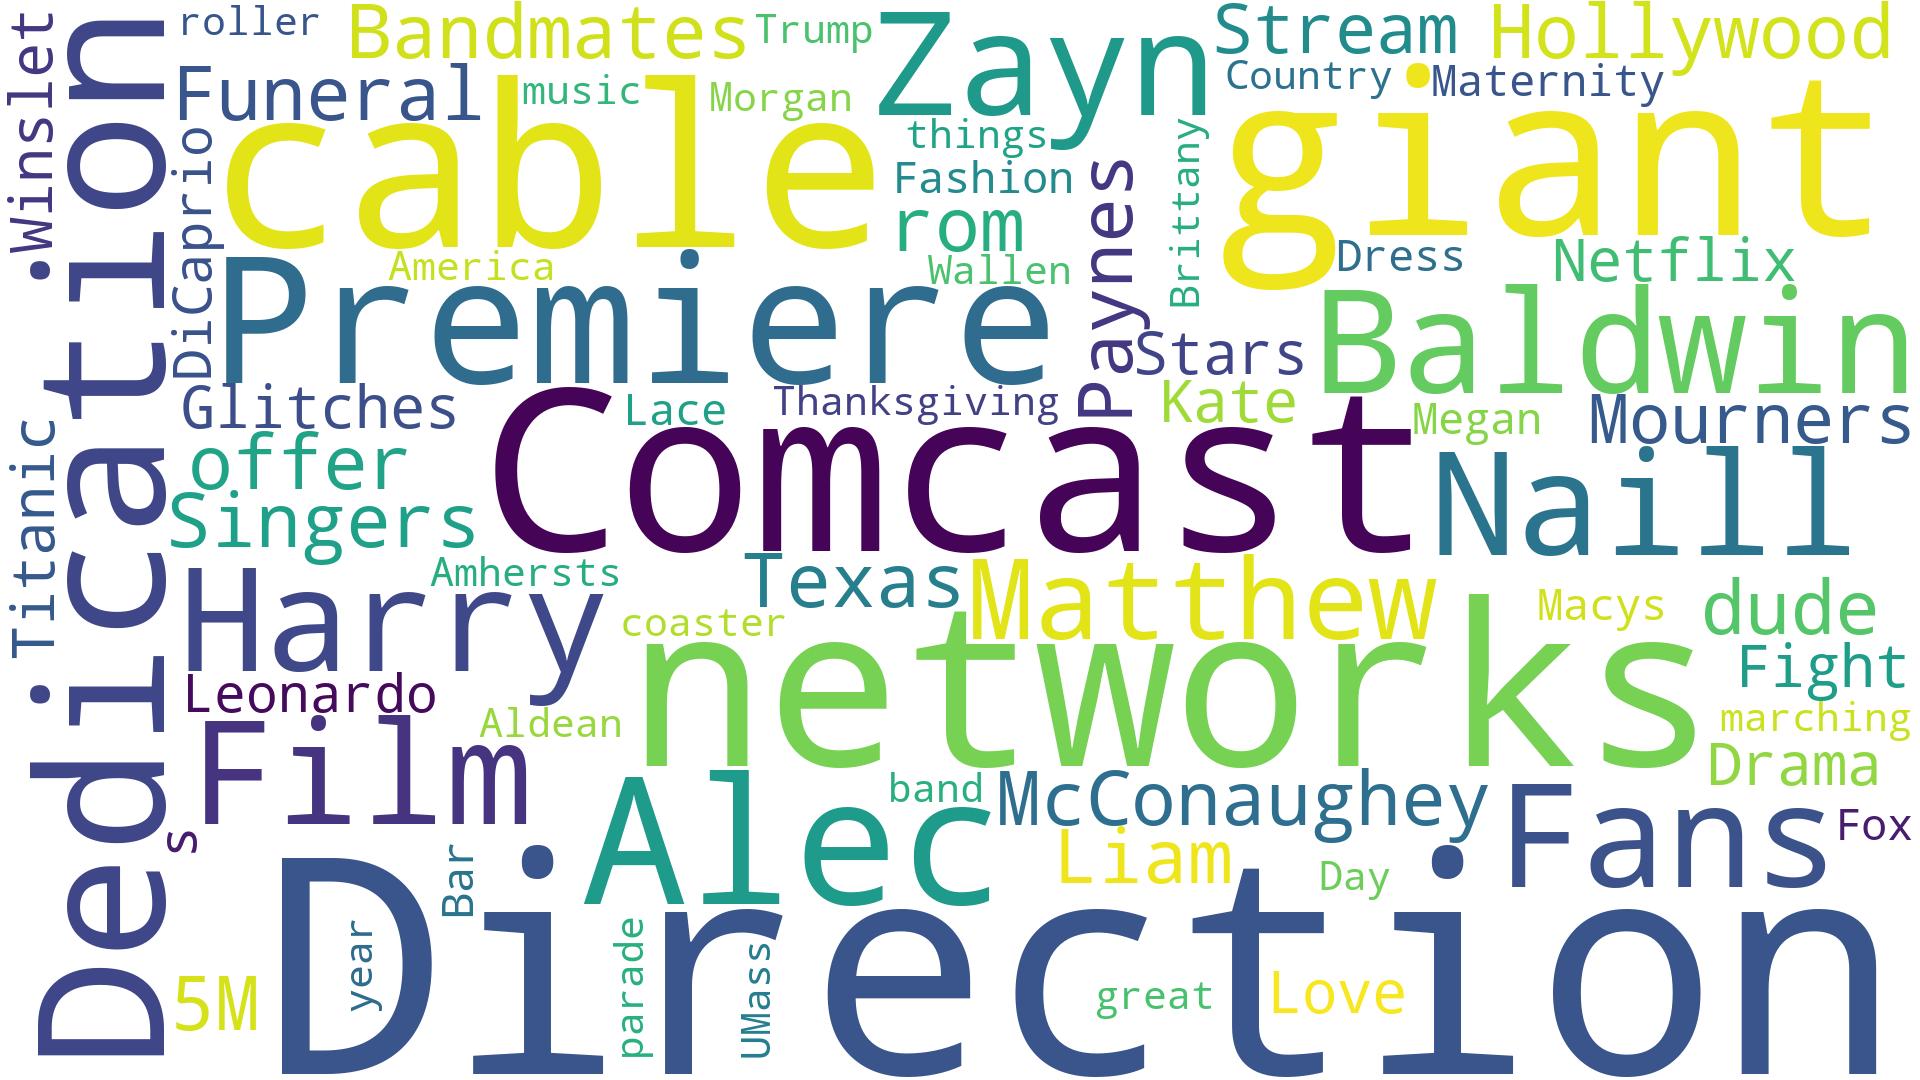 roller
Bandmates
Trump
Zayn
Stream
Hollywood
Winslet
Dedication
Funeral
music
Morgan
Country
Maternity
cable
giant
things
DiCaprio
Fashion
Paynes
Brittany
rom
America
Wallen
Dress
Netflix
Premiere
Stars
Baldwin
Glitches
Lace
Thanksgiving
Kate
Megan
Mourners
Comcast
Titanic
offer
Naill
Singers
Amhersts
Texas
Matthew
Macys
dude
Harry
coaster
networks
Fight
Leonardo
Aldean
marching
Film
Drama
band
McConaughey
Alec
Fans
Fox
s
Bar
Liam
Day
Direction
year
parade
UMass
5M
great
Love